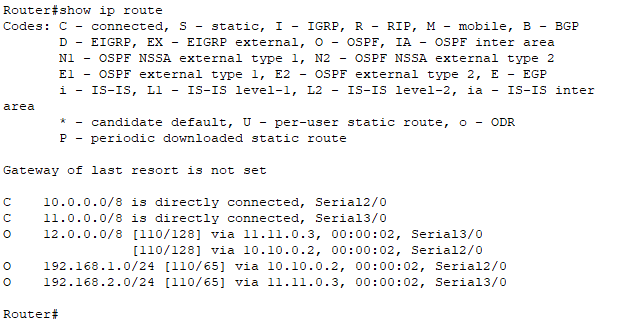 Router#show ip route
Codes: C - connected, S - static, I - IGRP, R - RIP, M - mobile, B - BGP
       D - EIGRP, EX - EIGRP external, O - OSPF, IA - OSPF inter area
       N1 - OSPF NSSA external type 1, N2 - OSPF NSSA external type 2
       E1 - OSPF external type 1, E2 - OSPF external type 2, E - EGP
       i - IS-IS, L1 - IS-IS level-1, L2 - IS-IS level-2, ia - IS-IS inter
area
       * - candidate default, U - per-user static route, o - ODR
       P - periodic downloaded static route
Gateway of last resort is not set
C    10.0.0.0/8 is directly connected, Serial2/0
C    11.0.0.0/8 is directly connected, Serial3/0
O    12.0.0.0/8 [110/128] via 11.11.0.3, 00:00:02, Serial3/0
                [110/128] via 10.10.0.2, 00:00:02, Serial2/0
O    192.168.1.0/24 [110/65] via 10.10.0.2, 00:00:02, Serial2/0
O    192.168.2.0/24 [110/65] via 11.11.0.3, 00:00:02, Serial3/0
Router#